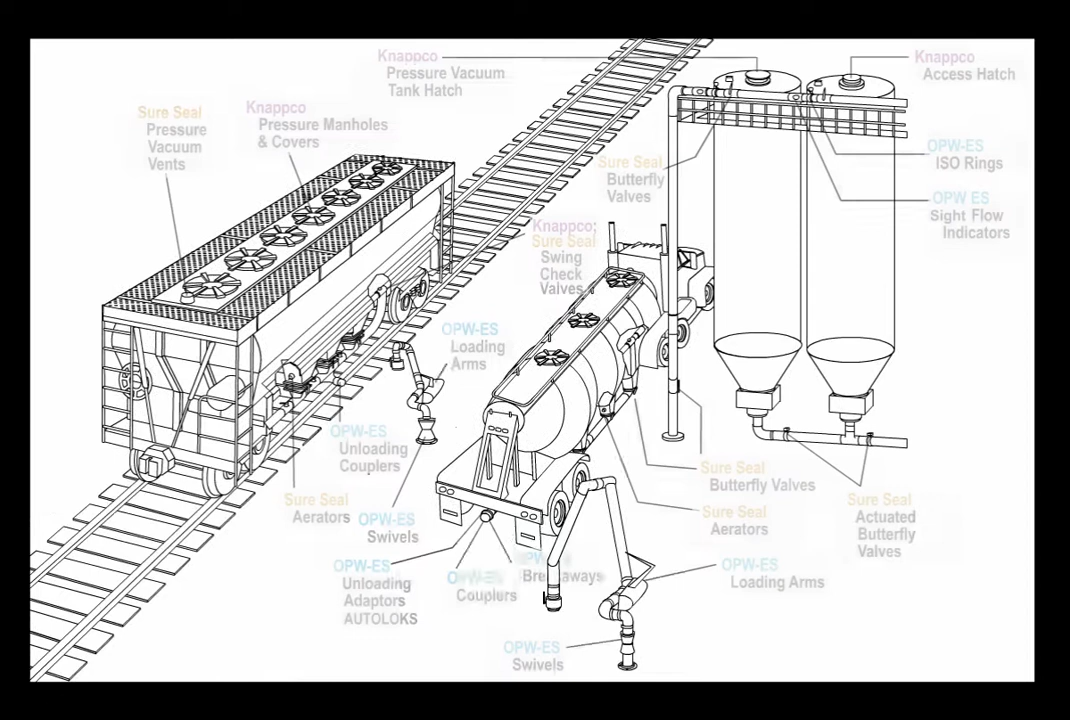 Knappco
Pressure Vacuum
Tank Hatch
Knappco
Access Hatch
Sure Seal
Pressure
Vacuum
Vents
Knappco
Pressure Manholes
& Covers
Sure Seal
Butterfly
Valves
OPW-ES
ISO Rings
OPW ES
Sight Flow
Indicators
Knappco;
Sure Seal
Swing
Check
Valves
OPW-ES
Loading
Arms
OPW-ES
Unloading
Couplers
Sure Seal
Aerators
OPW-ES
Swivels
Sure Seal
Butterfly Valves
Sure Seal
Aerators
Sure Seal
Actuated
Butterfly
Valves
OPW-ES
Unloading
Adaptors
AUTOLOKS
OPW-ES
Couplers
Breakaways
OPW-ES
Loading Arms
OPW-ES
Swivels